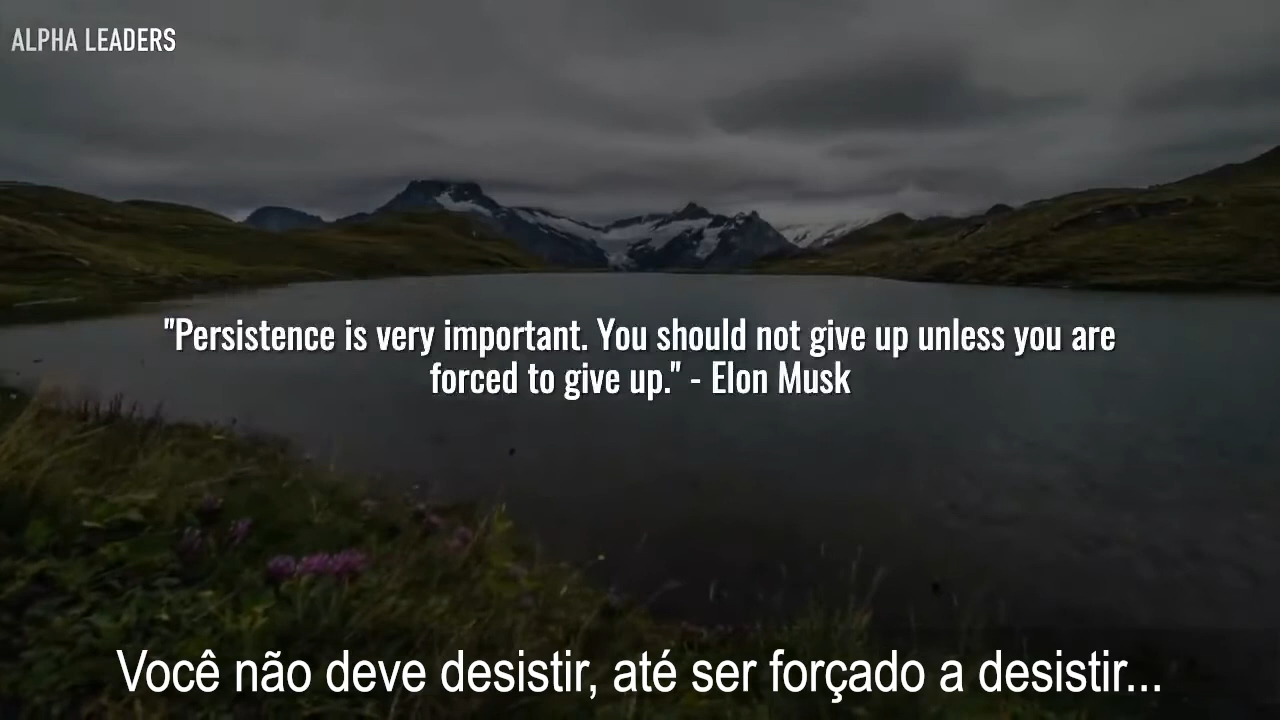 ALPHA LEADERS
"Persistence is very important. You should not give up unless you are
forced to give up." - Elon Musk
Você não deve desistir, até ser forçado a desistir...